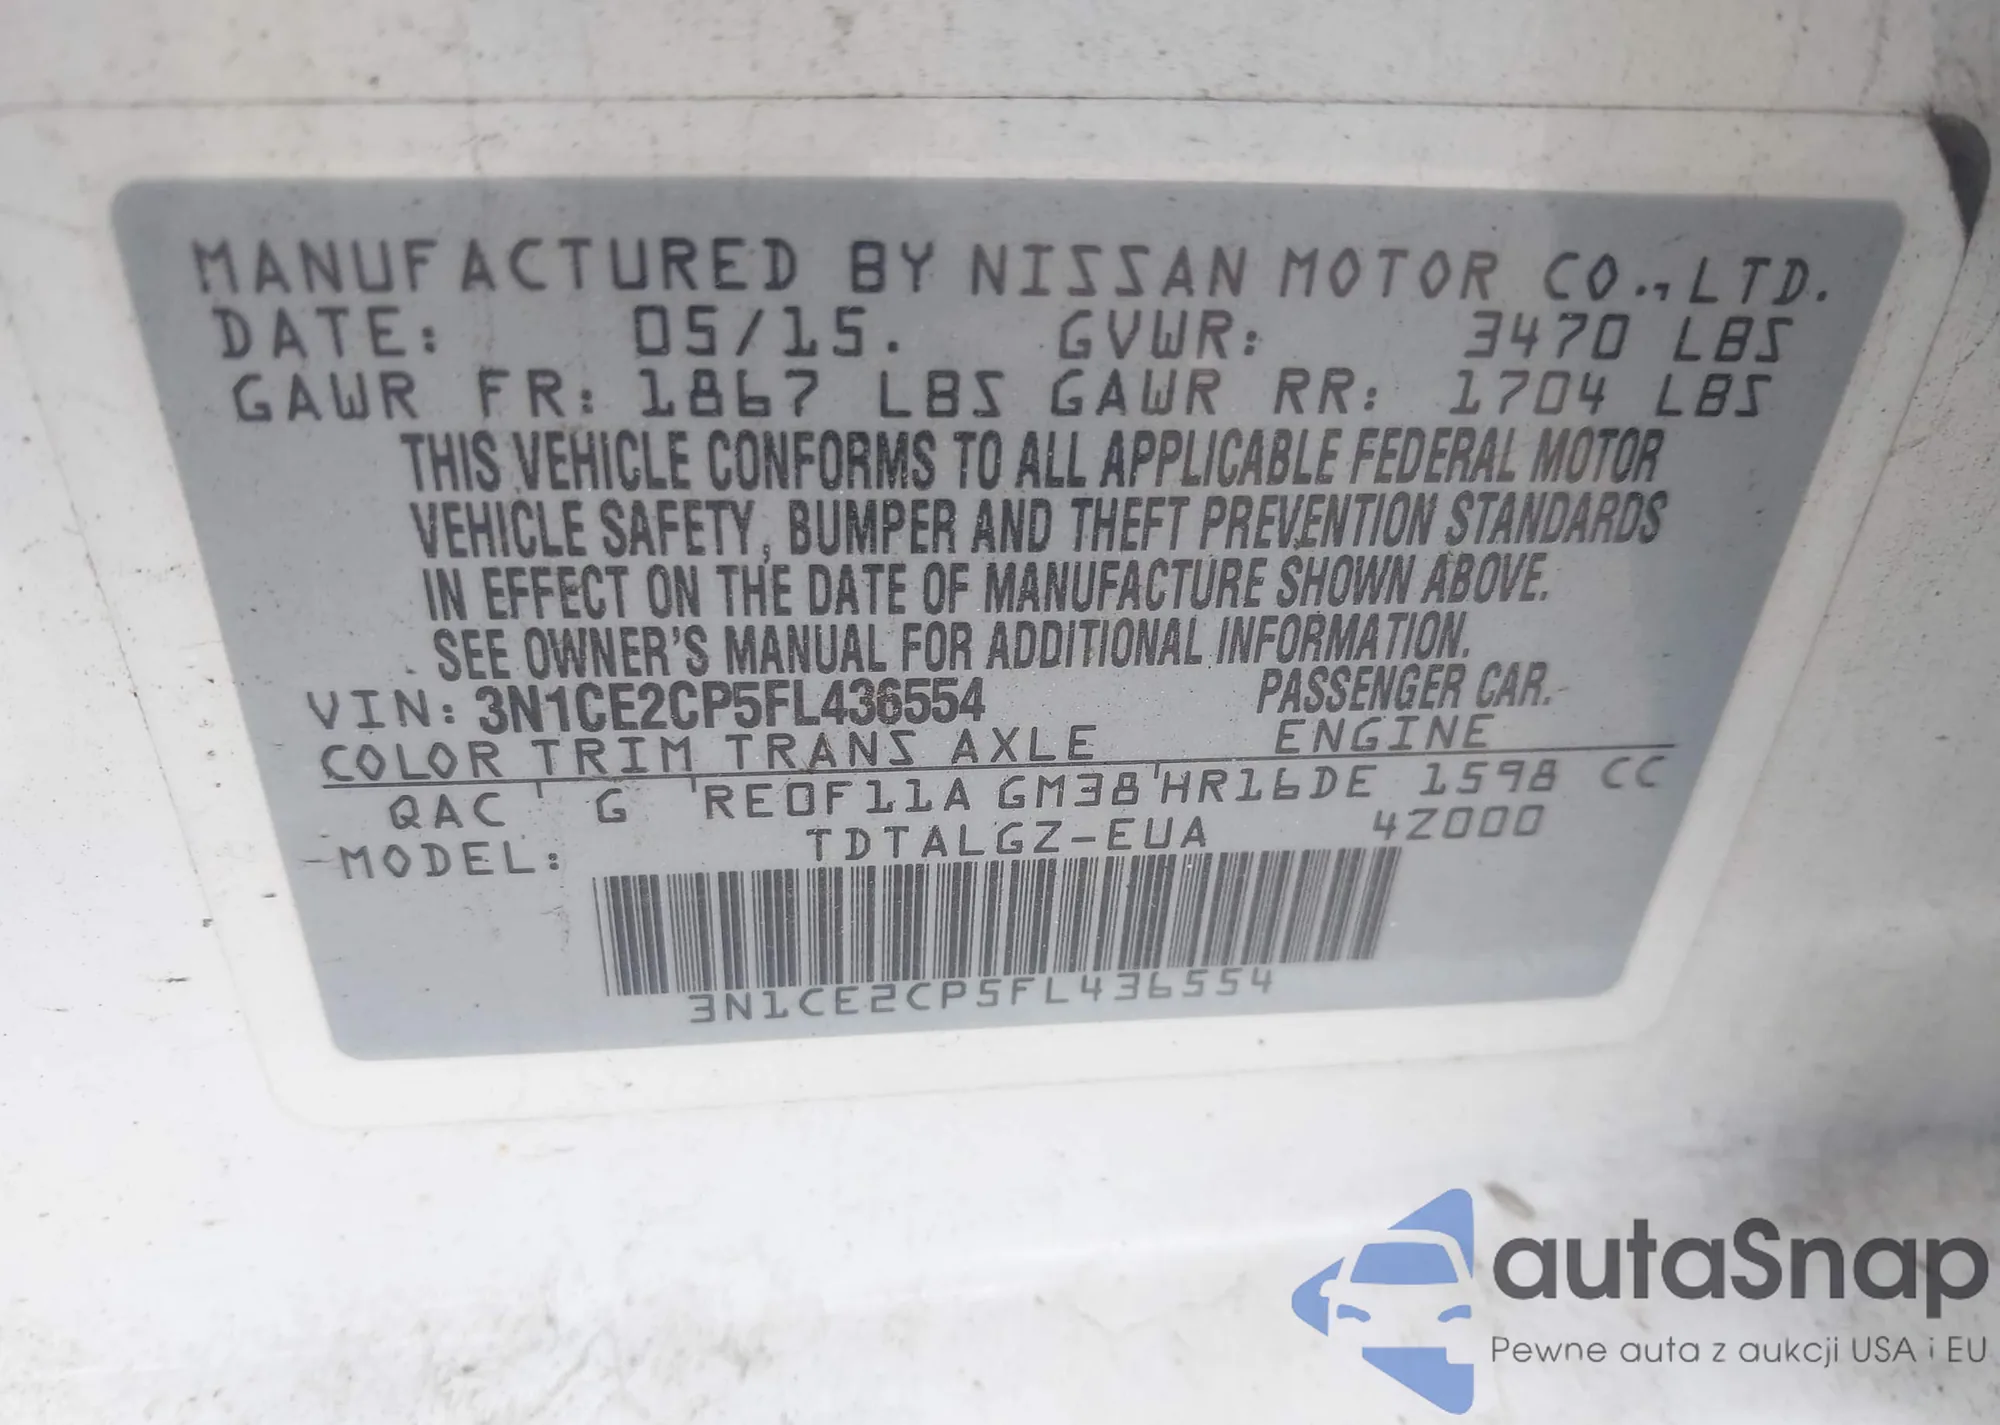 MANUFACTURED BY NISSAN MOTOR CO., LTD.
DATE: 05/15. GVWR: 3470 LBS
GAWR FR: 1867 LBS GAWR RR: 1704 LBS
THIS VEHICLE CONFORMS TO ALL APPLICABLE FEDERAL MOTOR
VEHICLE SAFETY, BUMPER AND THEFT PREVENTION STANDARDS
IN EFFECT ON THE DATE OF MANUFACTURE SHOWN ABOVE.
SEE OWNER'S MANUAL FOR ADDITIONAL INFORMATION.
VIN: 3N1CE2CP5FL436554 PASSENGER CAR.
COLOR TRIM TRANS AXLE ENGINE
QAC G RE0F11A GM38 HR16DE 1598 CC
MODEL: TDTALGZ-EUA 4Z000
3N1CE2CP5FL436554
autaSnap
Pewne auta z aukcji USA i EU